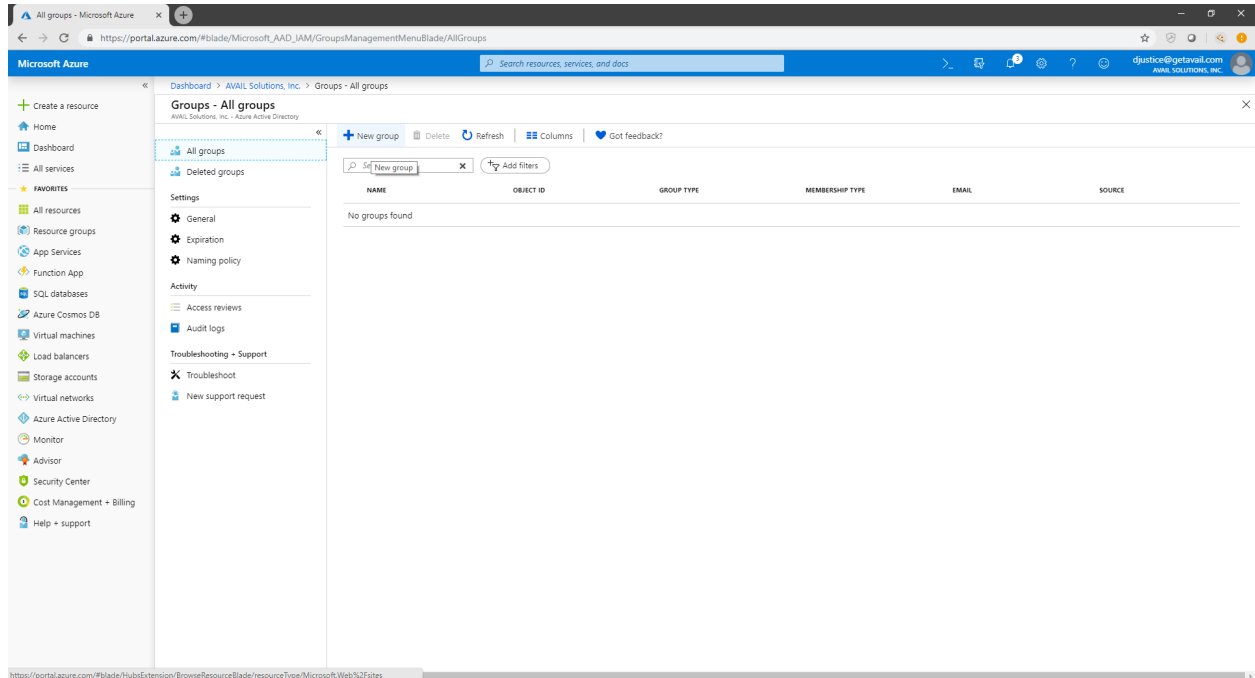 All groups - Microsoft Azure
https://portal.azure.com/#blade/Microsoft_AAD_IAM/GroupsManagementMenuBlade/AllGroups
Microsoft Azure
Search resources, services, and docs
3
djustice@getavail.com
AVAIL SOLUTIONS, INC.
Dashboard > AVAIL Solutions, Inc. > Groups - All groups
Groups - All groups
AVAIL Solutions, Inc. - Azure Active Directory
Create a resource
Home
Dashboard
All services
FAVORITES
All resources
Resource groups
App Services
Function App
SQL databases
Azure Cosmos DB
Virtual machines
Load balancers
Storage accounts
Virtual networks
Azure Active Directory
Monitor
Advisor
Security Center
Cost Management + Billing
Help + support
All groups
Deleted groups
Settings
General
Expiration
Naming policy
Activity
Access reviews
Audit logs
Troubleshooting + Support
Troubleshoot
New support request
New group Delete Refresh Columns Got feedback?
New group
Add filters
NAME OBJECT ID GROUP TYPE MEMBERSHIP TYPE EMAIL SOURCE
No groups found
https://portal.azure.com/#blade/HubsExtension/BrowseResourceBlade/resourceType/Microsoft.Web%2Fsites